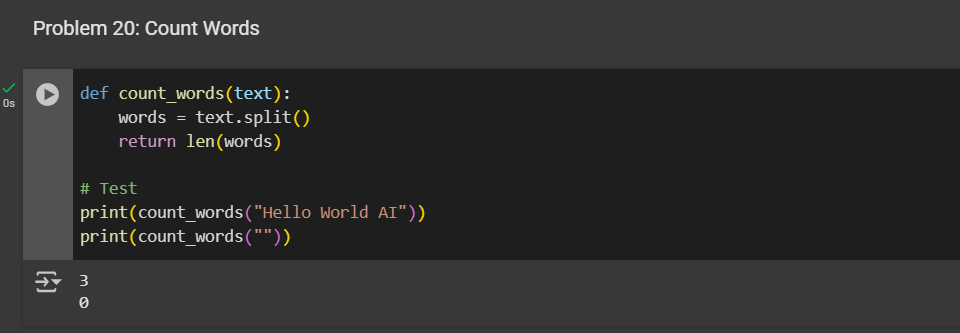 Problem 20: Count Words
0s
def count_words(text):
    words = text.split()
    return len(words)
# Test
print(count_words("Hello World AI"))
print(count_words(""))
3
0